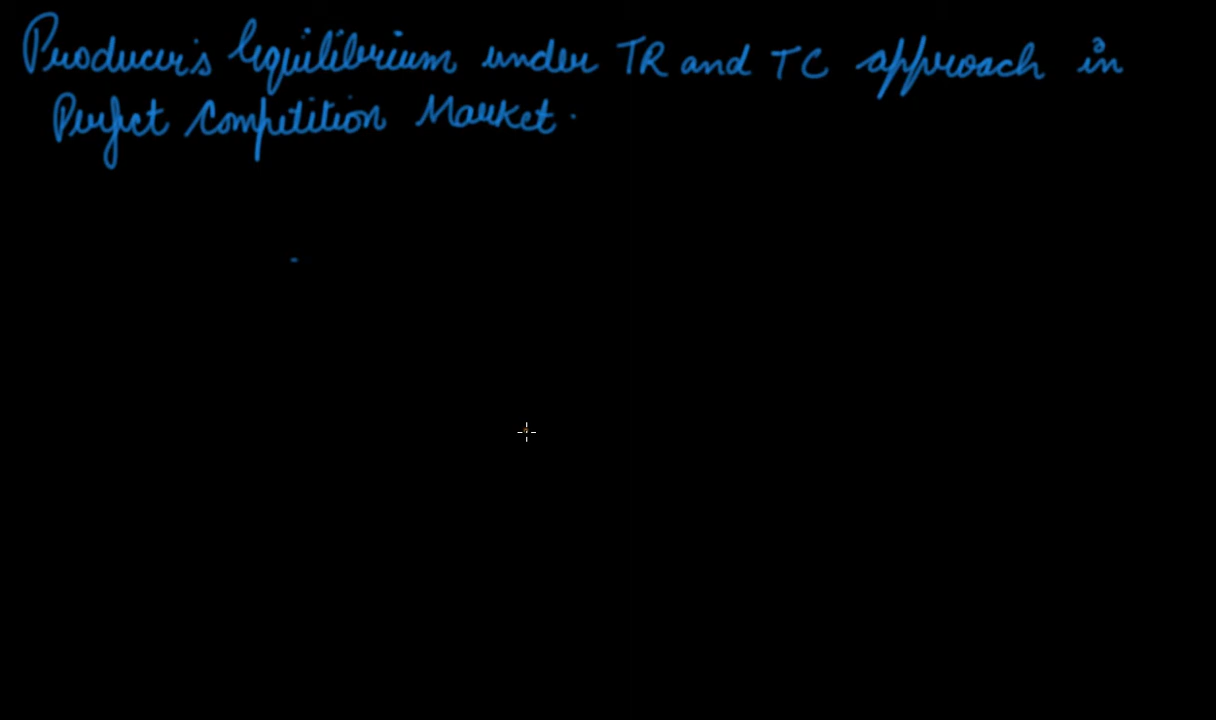 Producer's Equilibrium under TR and TC approach in
Perfect Competition Market.